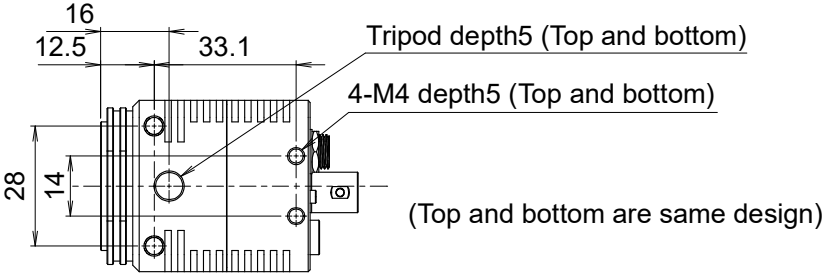 16
12.5 33.1
Tripod depth5 (Top and bottom)
4-M4 depth5 (Top and bottom)
28
14
(Top and bottom are same design)